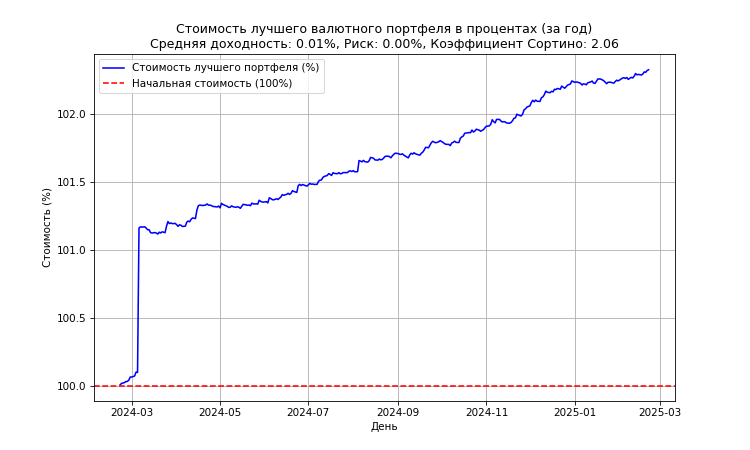 Стоимость лучшего валютного портфеля в процентах (за год)
Средняя доходность: 0.01%, Риск: 0.00%, Коэффициент Сортино: 2.06
Стоимость лучшего портфеля (%)
Начальная стоимость (100%)
Стоимость (%)
102.0
101.5
101.0
100.5
100.0
2024-03 2024-05 2024-07 2024-09 2024-11 2025-01 2025-03
День